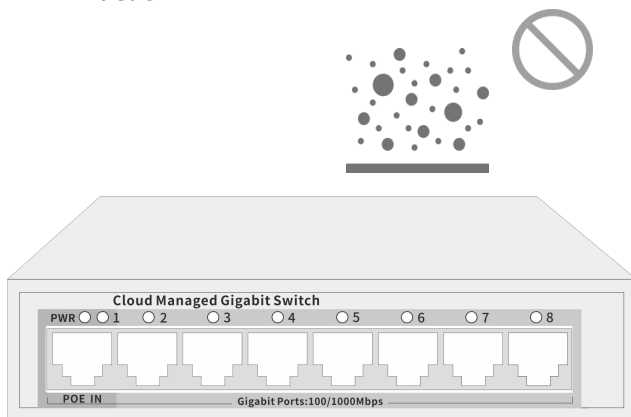 Cloud Managed Gigabit Switch
PWR 1 2 3 4 5 6 7 8
POE IN
Gigabit Ports:100/1000Mbps